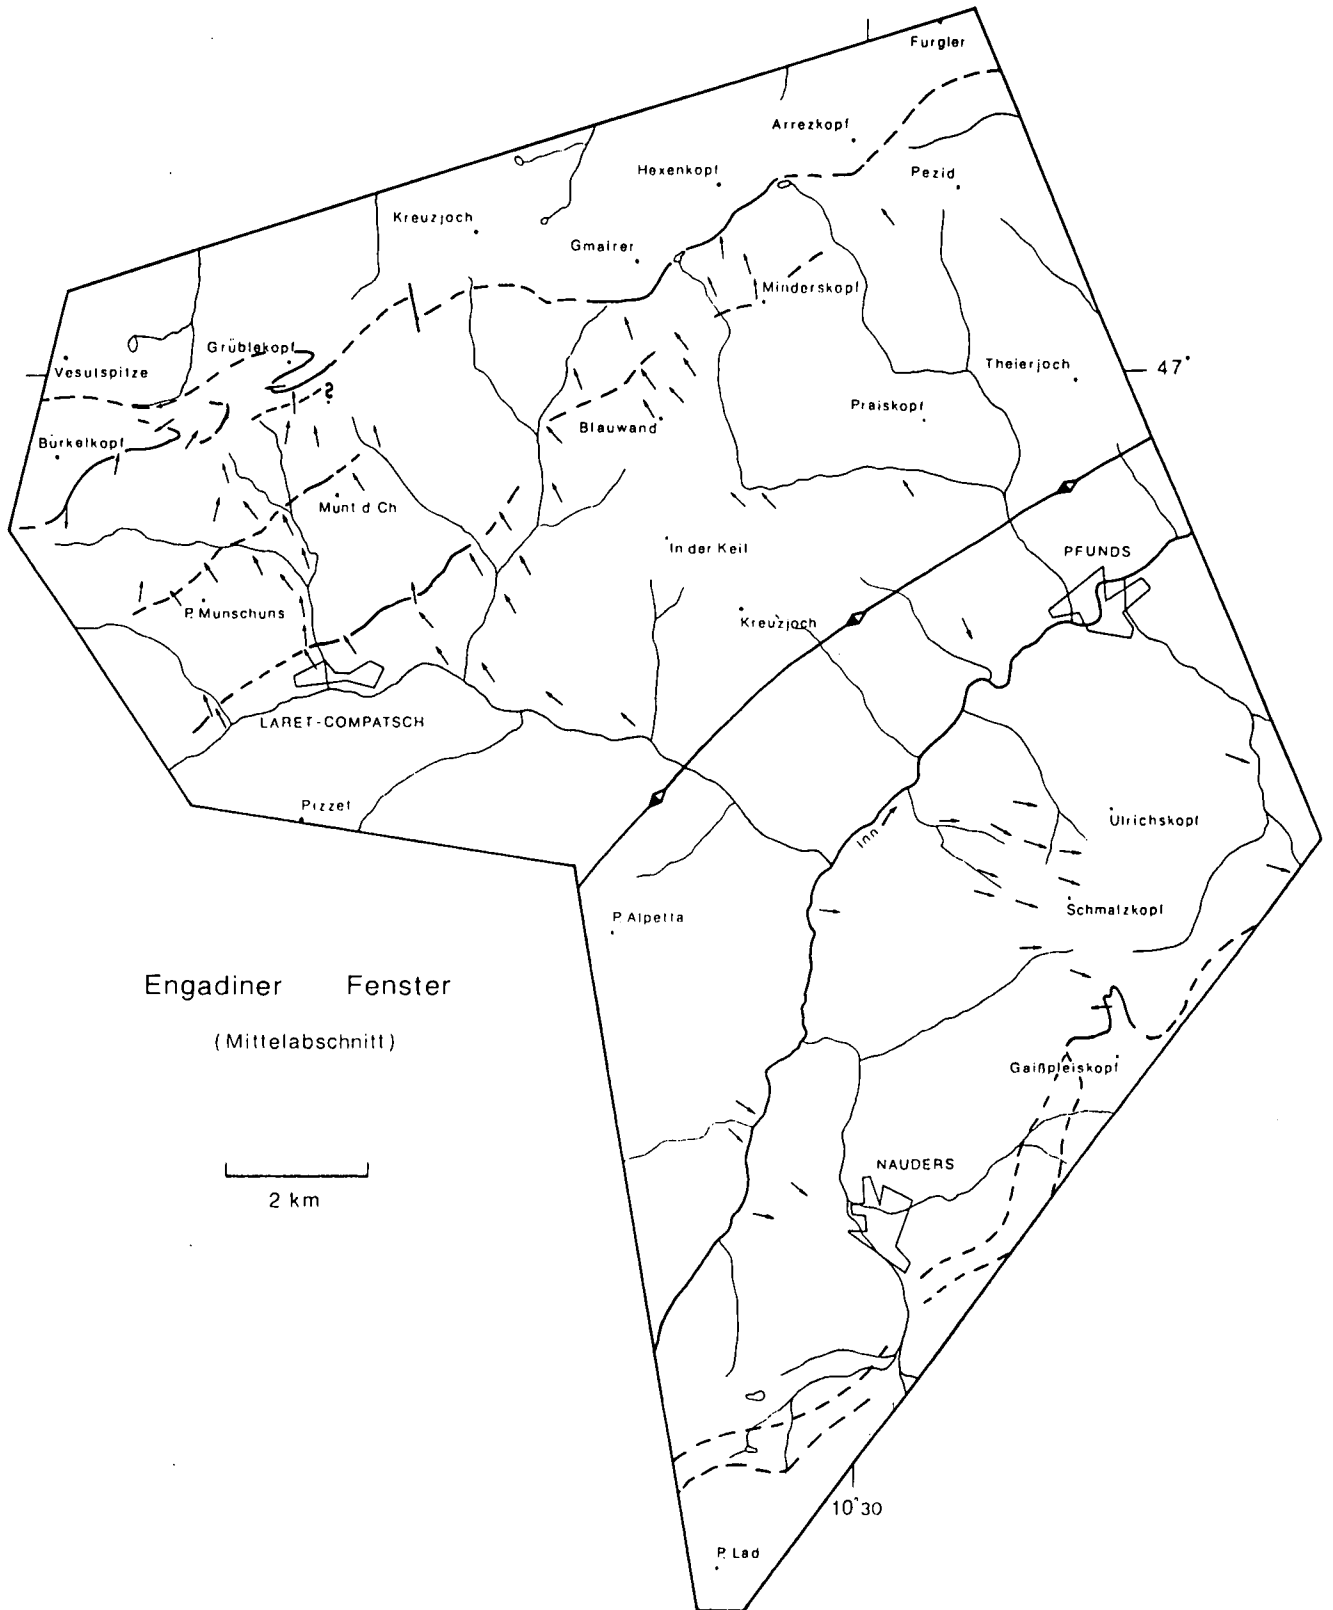 Furgler
Arrezkopf
Hexenkopf
Pezid
Kreuzjoch
Gmairer
Minderskopf
Grüblekopf
Vesulspitze
Theierjoch
47°
Praiskopf
Blauwand
Bürkelkopf
Munt d Ch
In der Keil
PFUNDS
P. Munschuns
Kreuzjoch
LARET-COMPATSCH
Pizzet
Inn
Ulrichskopf
P. Alpetta
Schmalzkopf
Engadiner Fenster
(Mittelabschnitt)
Gaißpleiskopf
NAUDERS
2 km
10°30
P. Lad
?